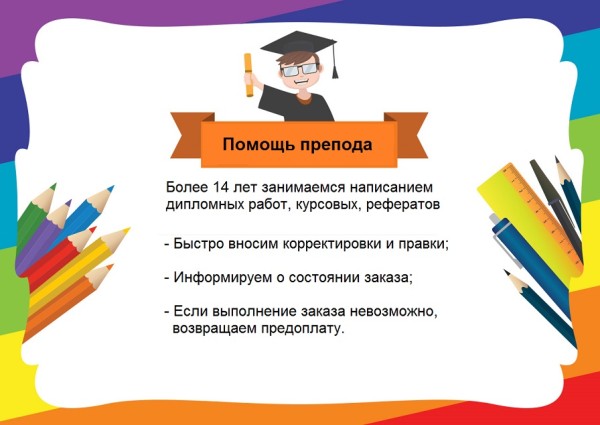 Помощь препода
Более 14 лет занимаемся написанием
дипломных работ, курсовых, рефератов
- Быстро вносим корректировки и правки;
- Информируем о состоянии заказа;
- Если выполнение заказа невозможно,
возвращаем предоплату.